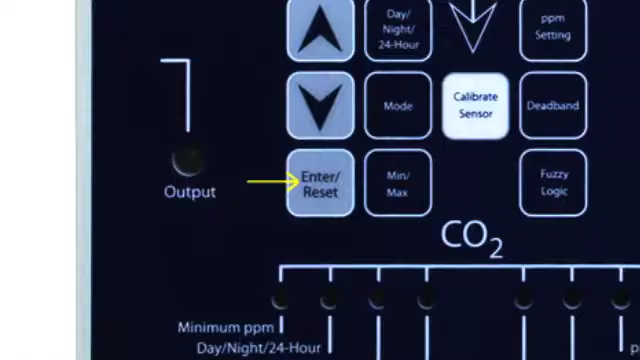 Day/
Night/
24-Hour
ppm
Setting
Mode
Calibrate
Sensor
Deadband
Enter/
Reset
Min/
Max
Fuzzy
Logic
Output
CO2
Minimum ppm
Day/Night/24-Hour
p